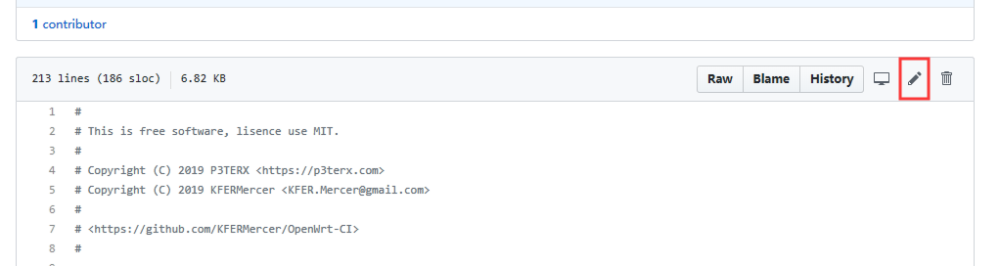 1 contributor
213 lines (186 sloc) 6.82 KB Raw Blame History
1 #
2 # This is free software, lisence use MIT.
3 #
4 # Copyright (C) 2019 P3TERX <https://p3terx.com>
5 # Copyright (C) 2019 KFERMercer <KFER.Mercer@gmail.com>
6 #
7 # <https://github.com/KFERMercer/OpenWrt-CI>
8 #